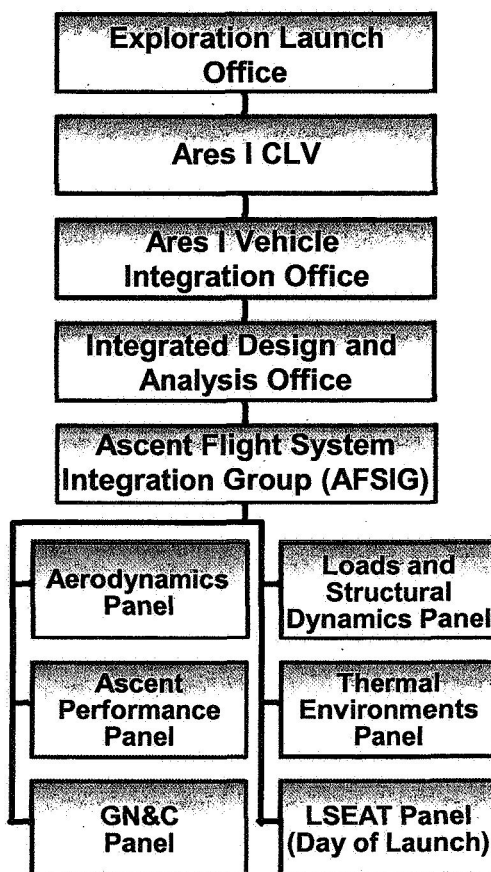 Exploration Launch
Office
Ares I CLV
Ares I Vehicle
Integration Office
Integrated Design and
Analysis Office
Ascent Flight System
Integration Group (AFSIG)
Aerodynamics
Panel
Loads and
Structural
Dynamics Panel
Ascent
Performance
Panel
Thermal
Environments
Panel
GN&C
Panel
LSEAT Panel
(Day of Launch)